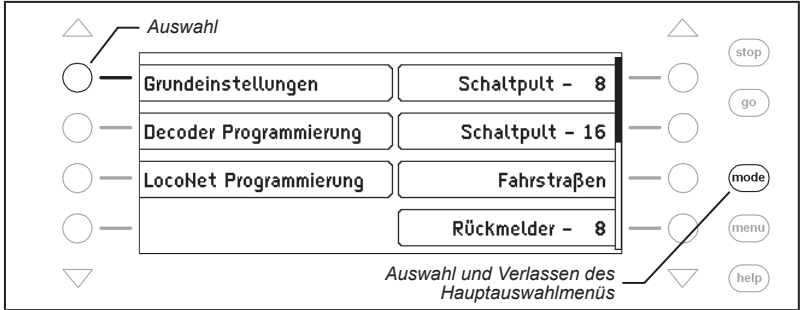 Auswahl
stop
Grundeinstellungen
Schaltpult - 8
go
Decoder Programmierung
Schaltpult - 16
LocoNet Programmierung
Fahrstraßen
mode
Rückmelder - 8
menu
Auswahl und Verlassen des
Hauptauswahlmenüs
help